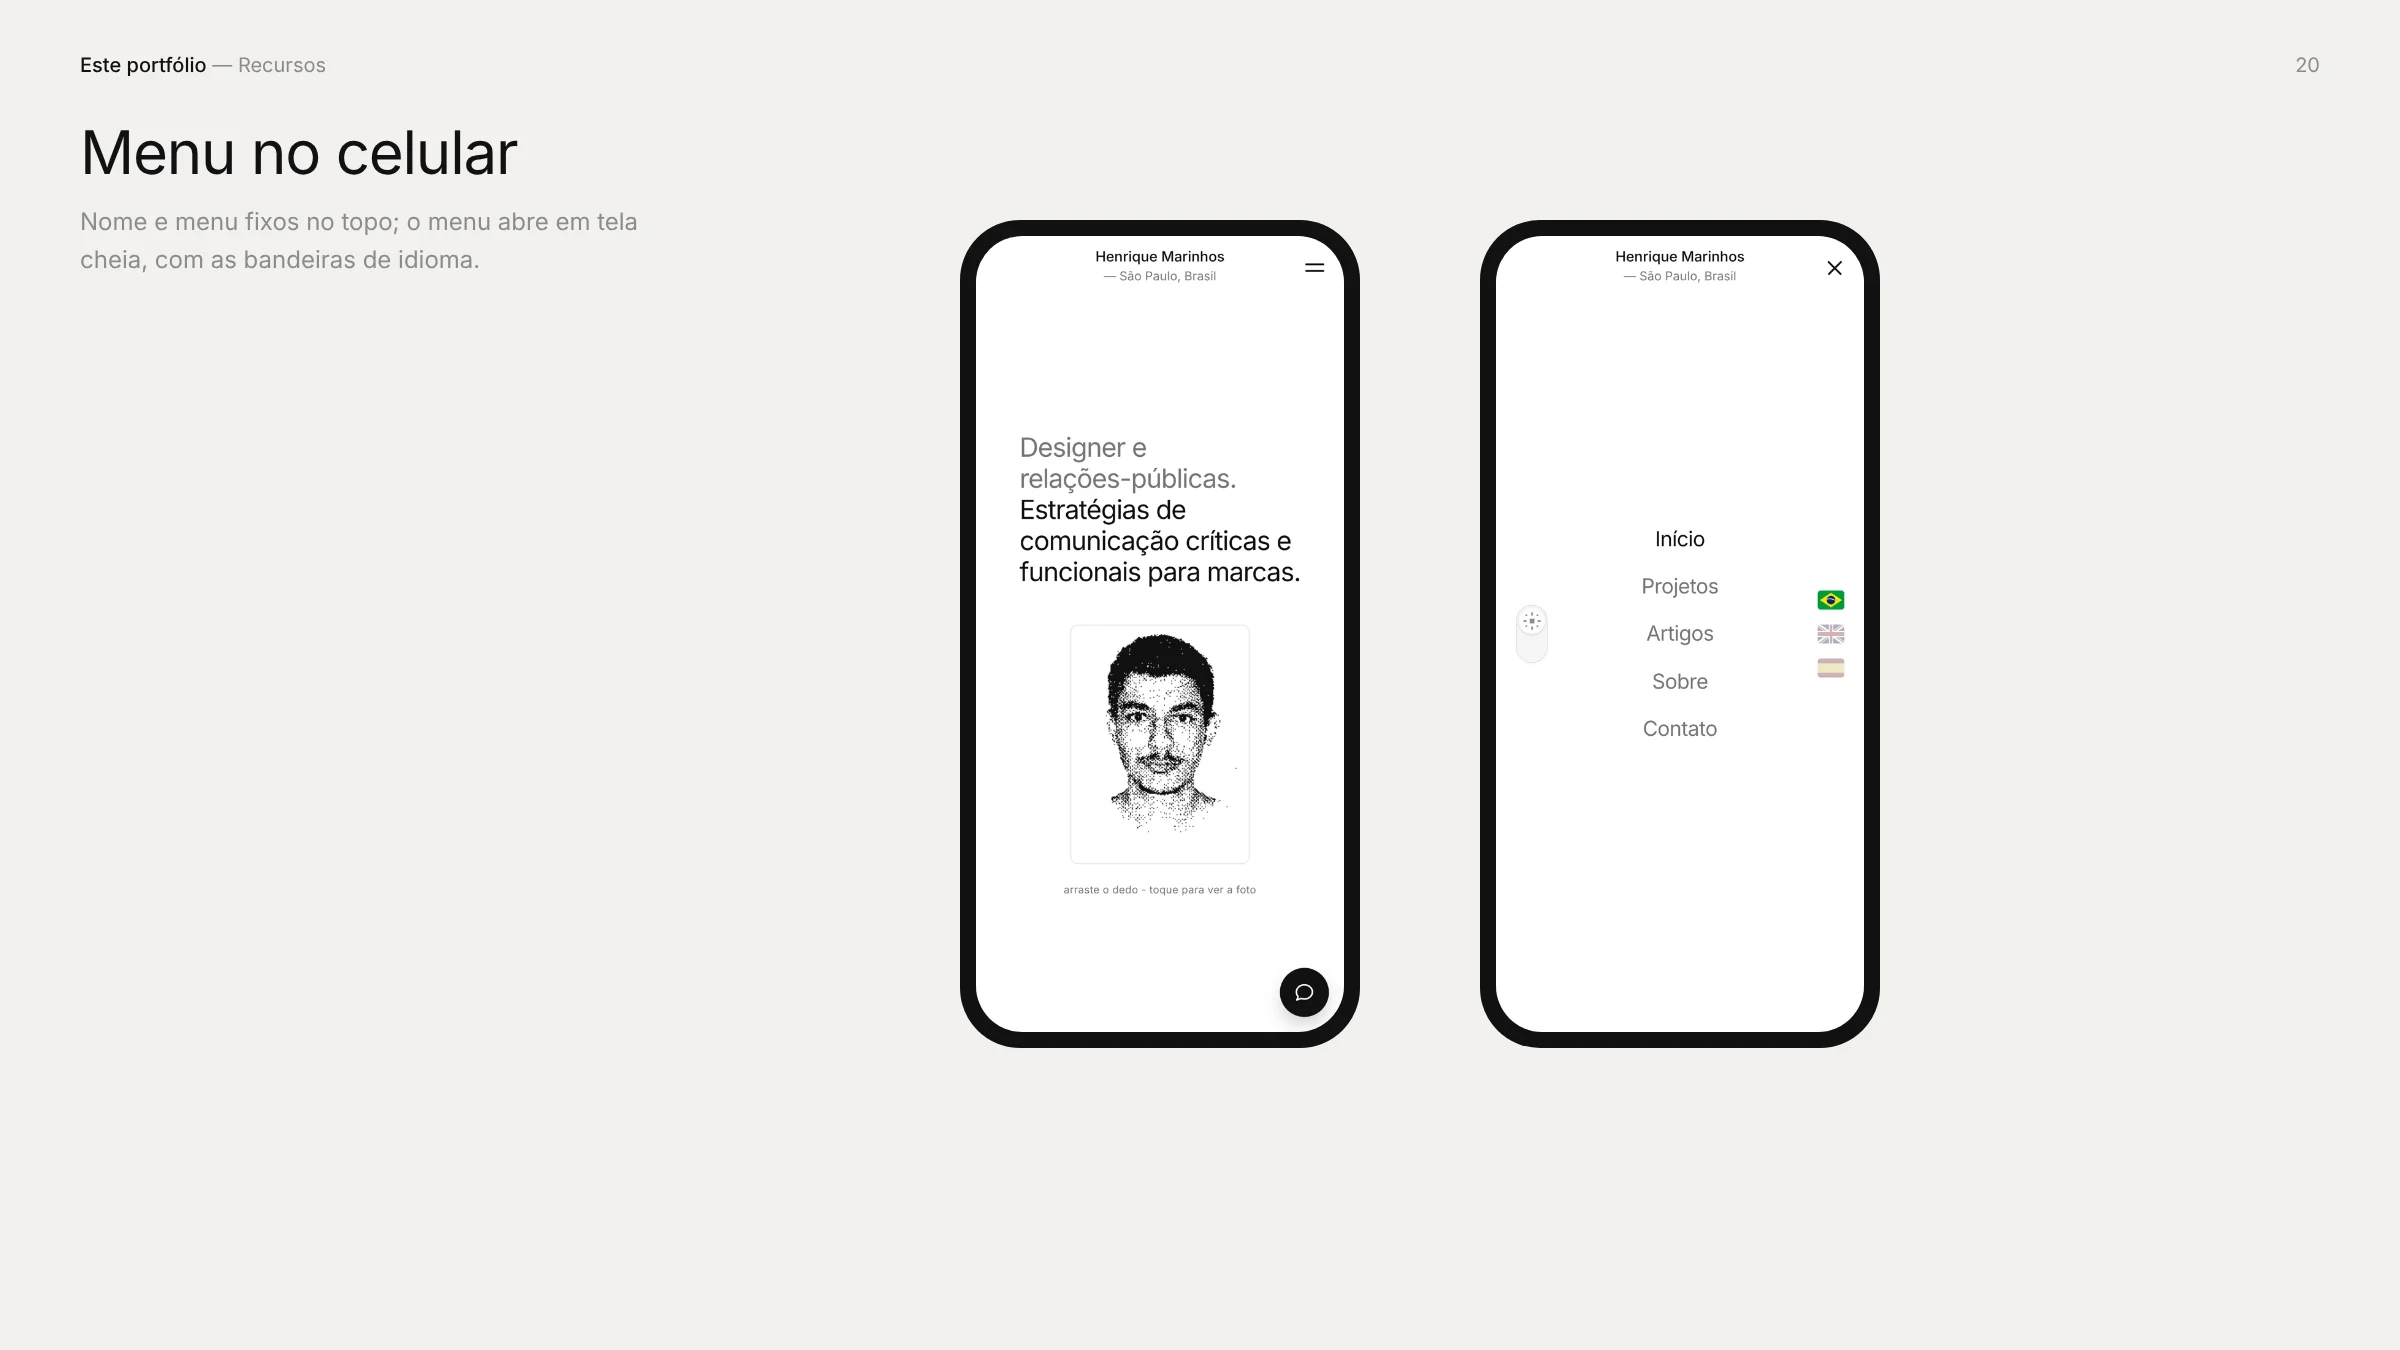 Este portfólio — Recursos
20
Menu no celular
Nome e menu fixos no topo; o menu abre em tela
cheia, com as bandeiras de idioma.
Henrique Marinhos
— São Paulo, Brasil
Designer e
relações-públicas.
Estratégias de
comunicação críticas e
funcionais para marcas.
arraste o dedo - toque para ver a foto
Henrique Marinhos
— São Paulo, Brasil
Início
Projetos
Artigos
Sobre
Contato